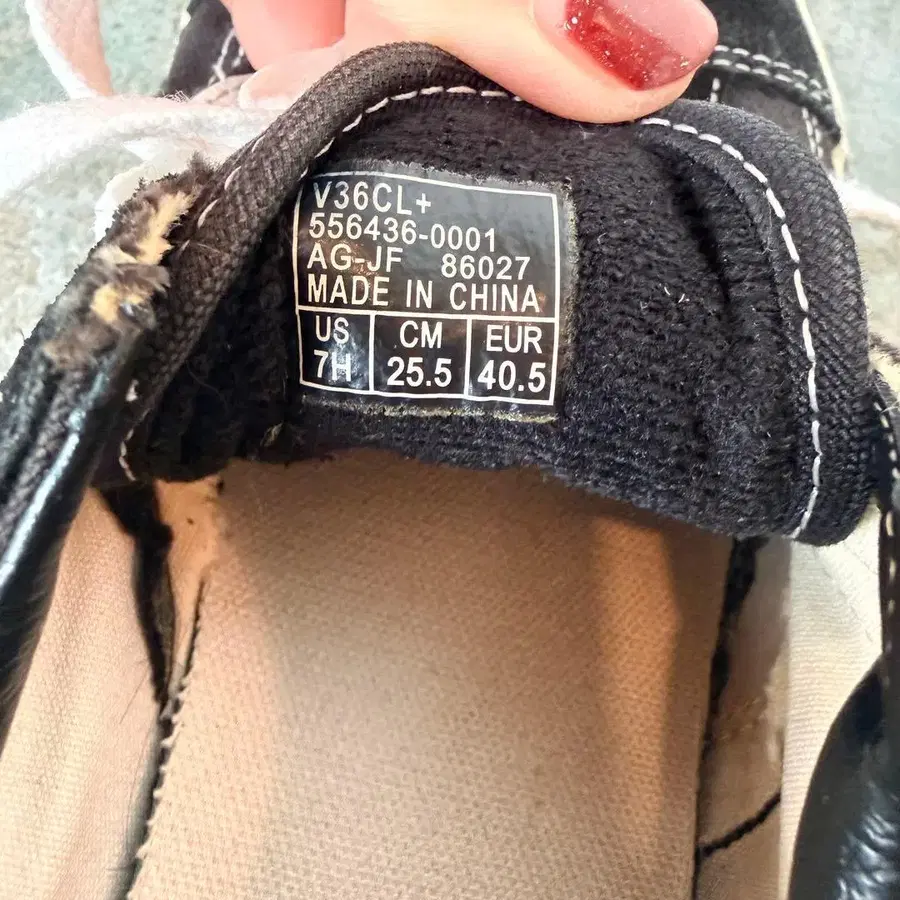 V36CL+
556436-0001
AG-JF 86027
MADE IN CHINA
US CM EUR
7H 25.5 40.5